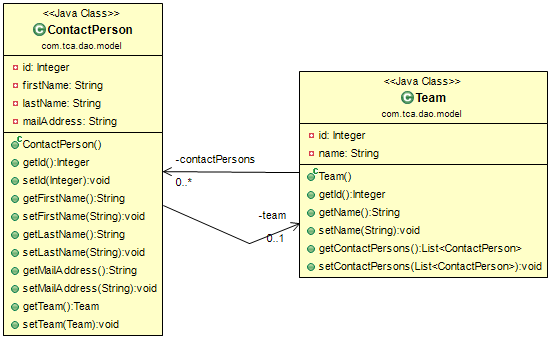 <<Java Class>>
ContactPerson
com.tca.dao.model
id: Integer
firstName: String
lastName: String
mailAddress: String
ContactPerson()
getId():Integer
setId(Integer):void
getFirstName():String
setFirstName(String):void
getLastName():String
setLastName(String):void
getMailAddress():String
setMailAddress(String):void
getTeam():Team
setTeam(Team):void
-contactPersons
0..*
-team
0..1
<<Java Class>>
Team
com.tca.dao.model
id: Integer
name: String
Team()
getId():Integer
getName():String
setName(String):void
getContactPersons():List<ContactPerson>
setContactPersons(List<ContactPerson>):void